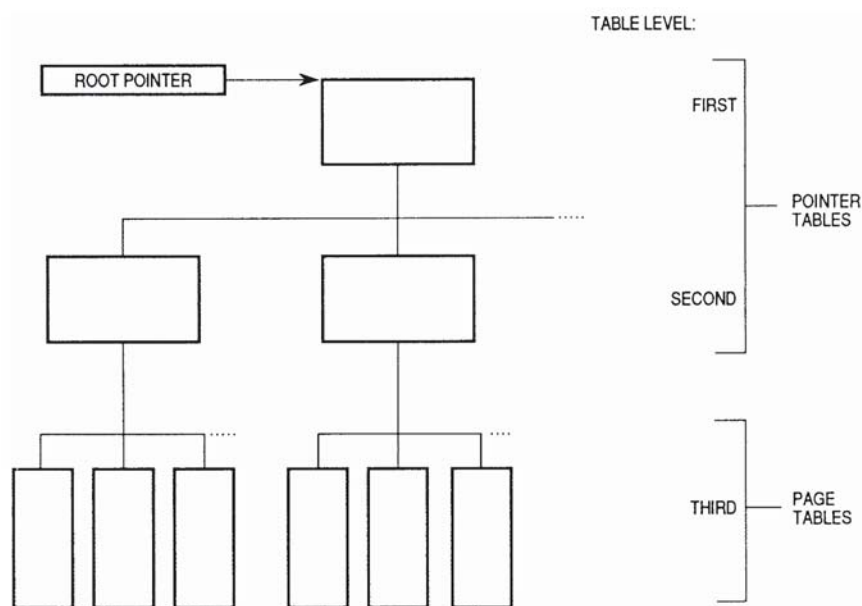 TABLE LEVEL:
ROOT POINTER
FIRST
POINTER
TABLES
SECOND
THIRD
PAGE
TABLES